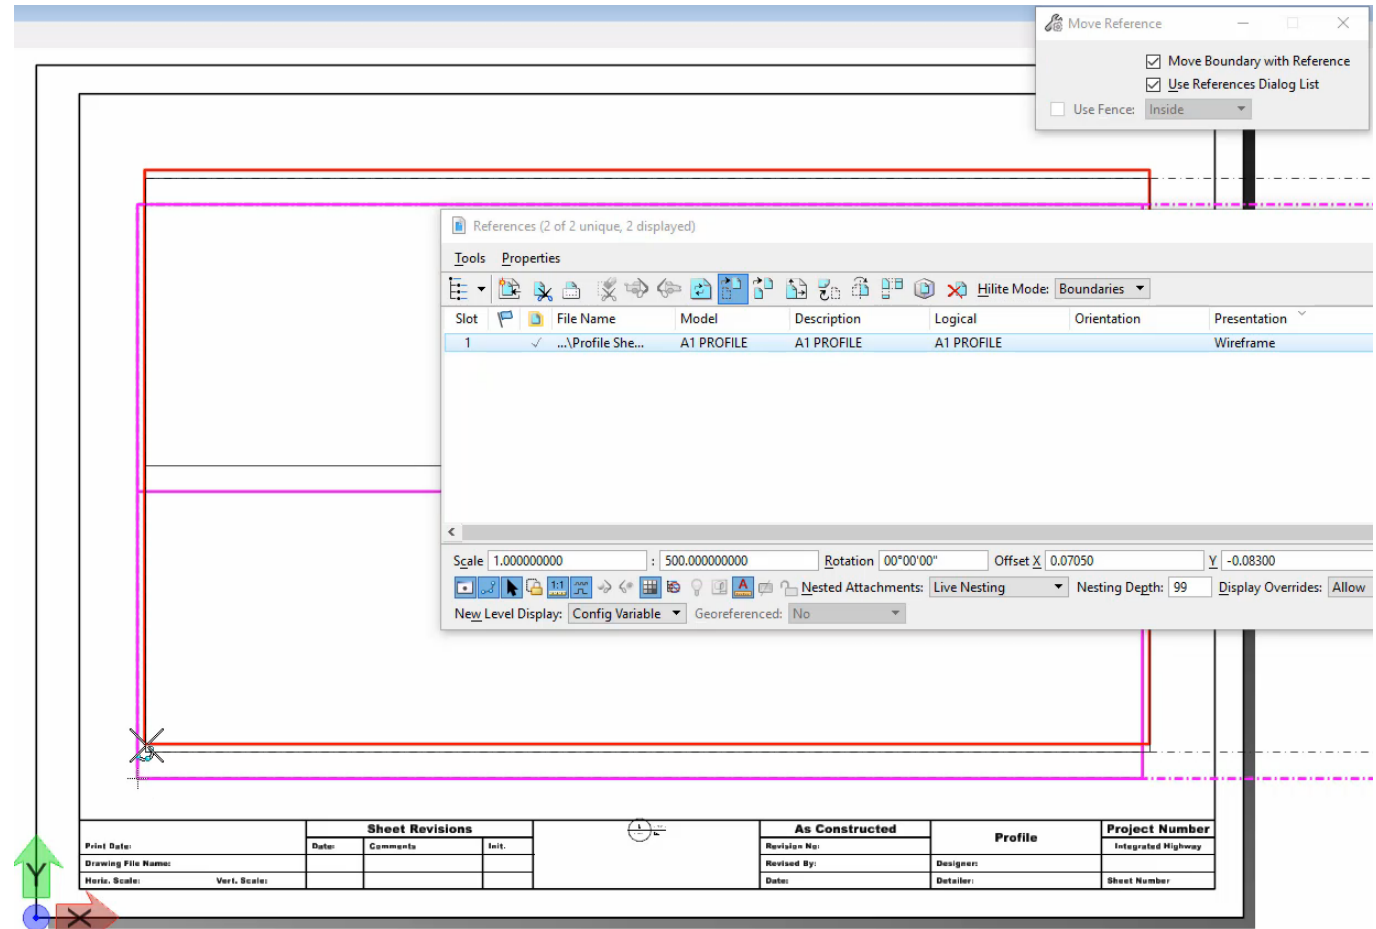 Move Reference
Move Boundary with Reference
Use References Dialog List
Use Fence: Inside
References (2 of 2 unique, 2 displayed)
Tools Properties
Hilite Mode: Boundaries
Slot File Name Model Description Logical Orientation Presentation
1 ...\Profile She... A1 PROFILE A1 PROFILE A1 PROFILE Wireframe
Scale 1.000000000 : 500.000000000 Rotation 00°00'00" Offset X 0.07050 Y -0.08300
1:1 A Nested Attachments: Live Nesting Nesting Depth: 99 Display Overrides: Allow
New Level Display: Config Variable Georeferenced: No
Sheet Revisions As Constructed Profile Project Number
Print Date: Date: Comments Init. Revision No: Integrated Highway
Drawing File Name: Revised By: Designer:
Horiz. Scale: Vert. Scale: Date: Detailer: Sheet Number
Y
X